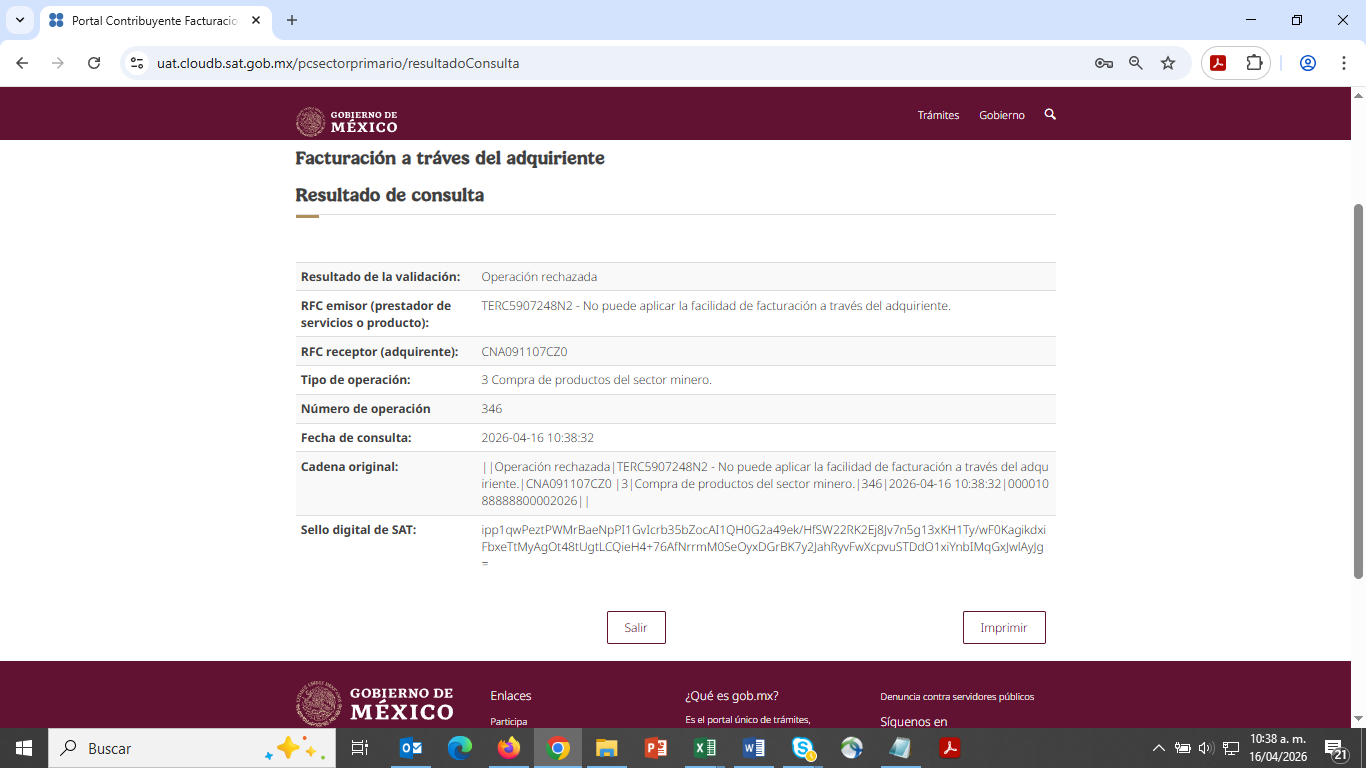 Portal Contribuyente Facturacio
uat.cloudb.sat.gob.mx/pcsectorprimario/resultadoConsulta
GOBIERNO DE
MÉXICO
Trámites
Gobierno
Facturación a tráves del adquiriente
Resultado de consulta
Resultado de la validación: Operación rechazada
RFC emisor (prestador de TERC5907248N2 - No puede aplicar la facilidad de facturación a través del adquiriente.
servicios o producto):
RFC receptor (adquirente): CNA091107CZ0
Tipo de operación: 3 Compra de productos del sector minero.
Número de operación 346
Fecha de consulta: 2026-04-16 10:38:32
Cadena original: ||Operación rechazada|TERC5907248N2 - No puede aplicar la facilidad de facturación a través del adqu
iriente.|CNA091107CZ0 |3|Compra de productos del sector minero.|346|2026-04-16 10:38:32|000010
88888800002026||
Sello digital de SAT: ipp1qwPeztPWMrBaeNpPI1GvIcrb35bZocAI1QH0G2a49ek/HfSW22RK2Ej8Jv7n5g13xKH1Ty/wF0Kagikdxi
FbxeTtMyAgOt48tUgtLCQieH4+76AfNrrmM0SeOyxDGrBK7y2JahRyvFwXcpvuSTDdO1xiYnbIMqGxJwlAyJg
=
Salir
Imprimir
GOBIERNO DE
MÉXICO
Enlaces
Participa
¿Qué es gob.mx?
Es el portal único de trámites,
Denuncia contra servidores públicos
Síguenos en
Buscar
10:38 a. m.
16/04/2026
21